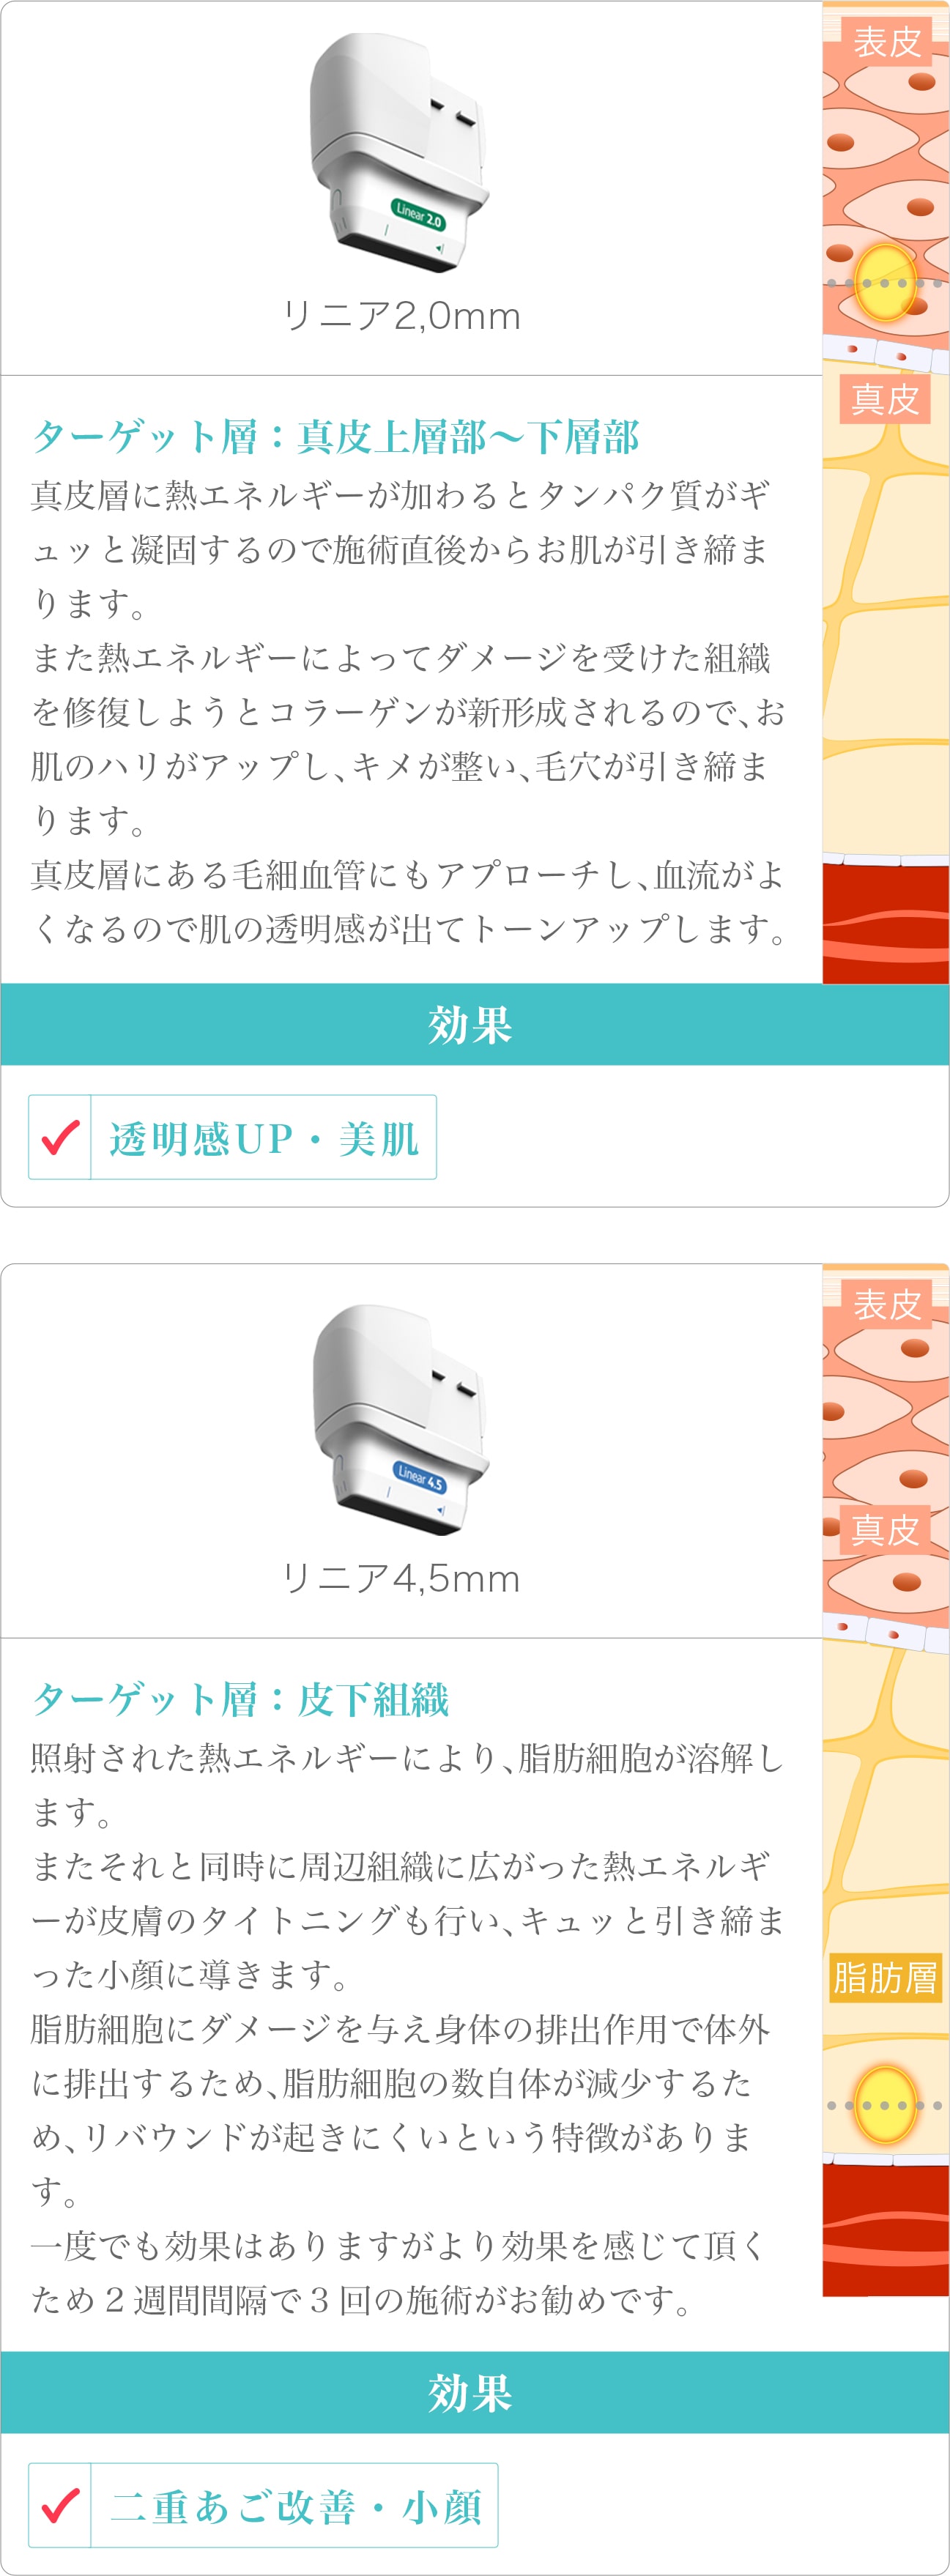 表皮
Linear 2.0
リニア2,0mm
真皮
ターゲット層：真皮上層部～下層部
真皮層に熱エネルギーが加わるとタンパク質がギ
ュッと凝固するので施術直後からお肌が引き締ま
ります。
また熱エネルギーによってダメージを受けた組織
を修復しようとコラーゲンが新形成されるので、お
肌のハリがアップし、キメが整い、毛穴が引き締ま
ります。
真皮層にある毛細血管にもアプローチし、血流がよ
くなるので肌の透明感が出てトーンアップします。
効果
透明感UP・美肌
表皮
Linear 4.5
真皮
リニア4,5mm
ターゲット層：皮下組織
照射された熱エネルギーにより、脂肪細胞が溶解し
ます。
またそれと同時に周辺組織に広がった熱エネルギ
ーが皮膚のタイトニングも行い、キュッと引き締ま
った小顔に導きます。
脂肪層
脂肪細胞にダメージを与え身体の排出作用で体外
に排出するため、脂肪細胞の数自体が減少するた
め、リバウンドが起きにくいという特徴がありま
す。
一度でも効果はありますがより効果を感じて頂く
ため２週間間隔で３回の施術がお勧めです。
効果
二重あご改善・小顔